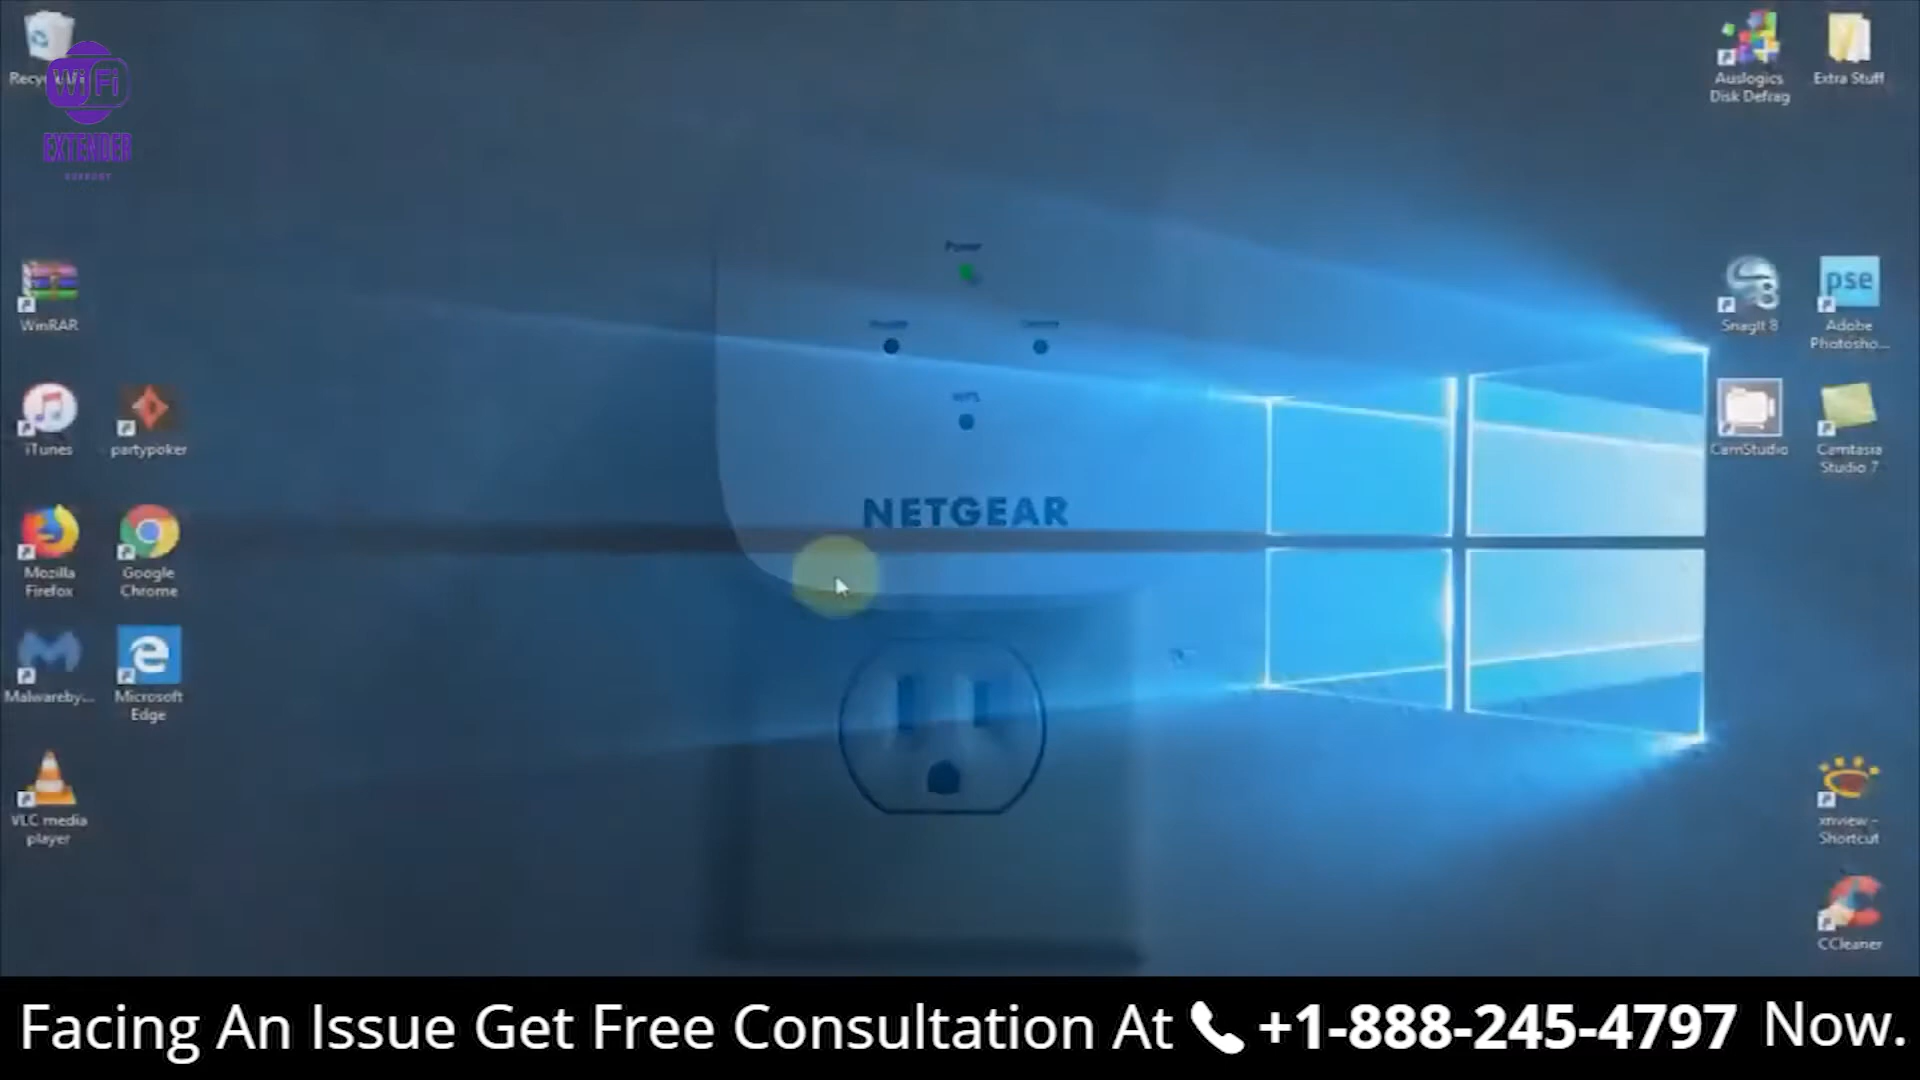 Recy
WiFi
EXTENDER
SUPPORT
Auslogics
Disk Defrag
Extra Stuff
Power
WinRAR
SnagIt 8
Adobe
Photosho...
WPS
iTunes
partypoker
CamStudio
Camtasia
Studio 7
NETGEAR
Mozilla
Firefox
Google
Chrome
Malwareby...
Microsoft
Edge
VLC media
player
xnview -
Shortcut
CCleaner
Facing An Issue Get Free Consultation At +1-888-245-4797 Now.